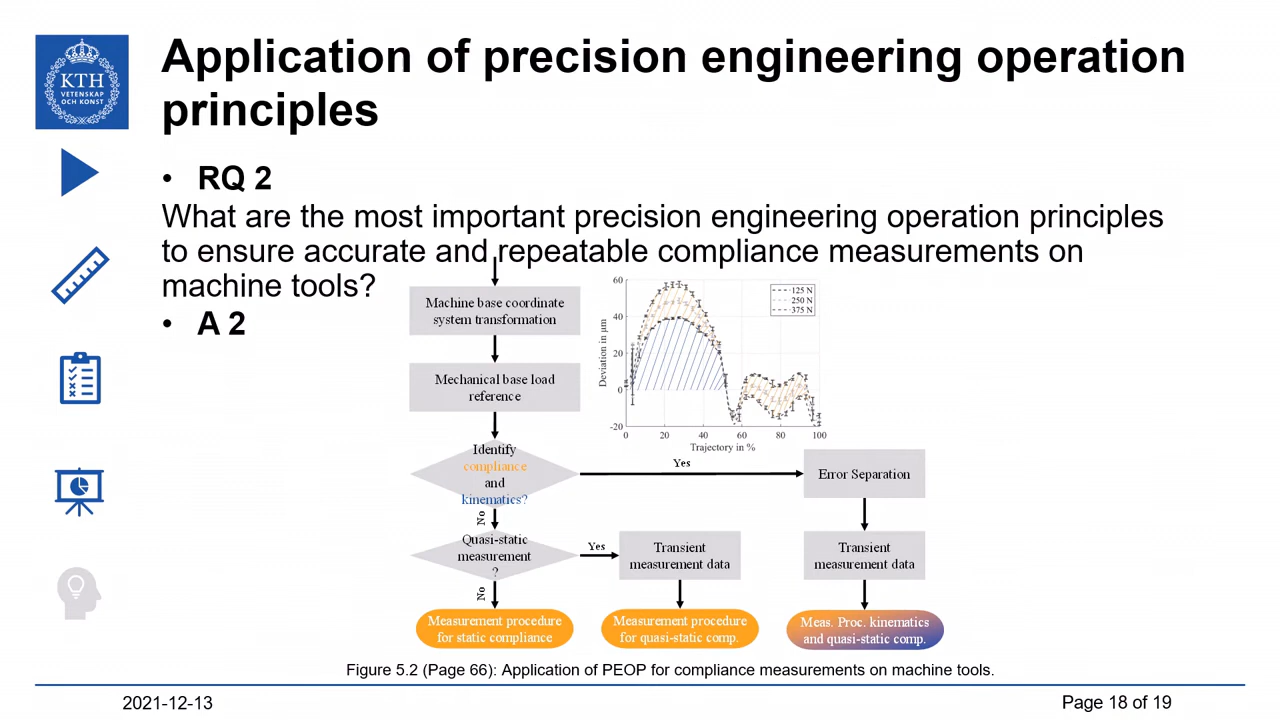 Application of precision engineering operation
principles
KTH
VETENSKAP
OCH KONST
• RQ 2
What are the most important precision engineering operation principles
to ensure accurate and repeatable compliance measurements on
machine tools?
• A 2
Machine base coordinate
system transformation
Mechanical base load
reference
Identify
compliance
and
kinematics?
Yes
No
Error Separation
Quasi-static
measurement
?
Yes
No
Transient
measurement data
Transient
measurement data
Measurement procedure
for static compliance
Measurement procedure
for quasi-static comp.
Meas. Proc. kinematics
and quasi-static comp.
Deviation in µm
60
40
20
0
-20
0 20 40 60 80 100
Trajectory in %
125 N
250 N
375 N
Figure 5.2 (Page 66): Application of PEOP for compliance measurements on machine tools.
2021-12-13
Page 18 of 19